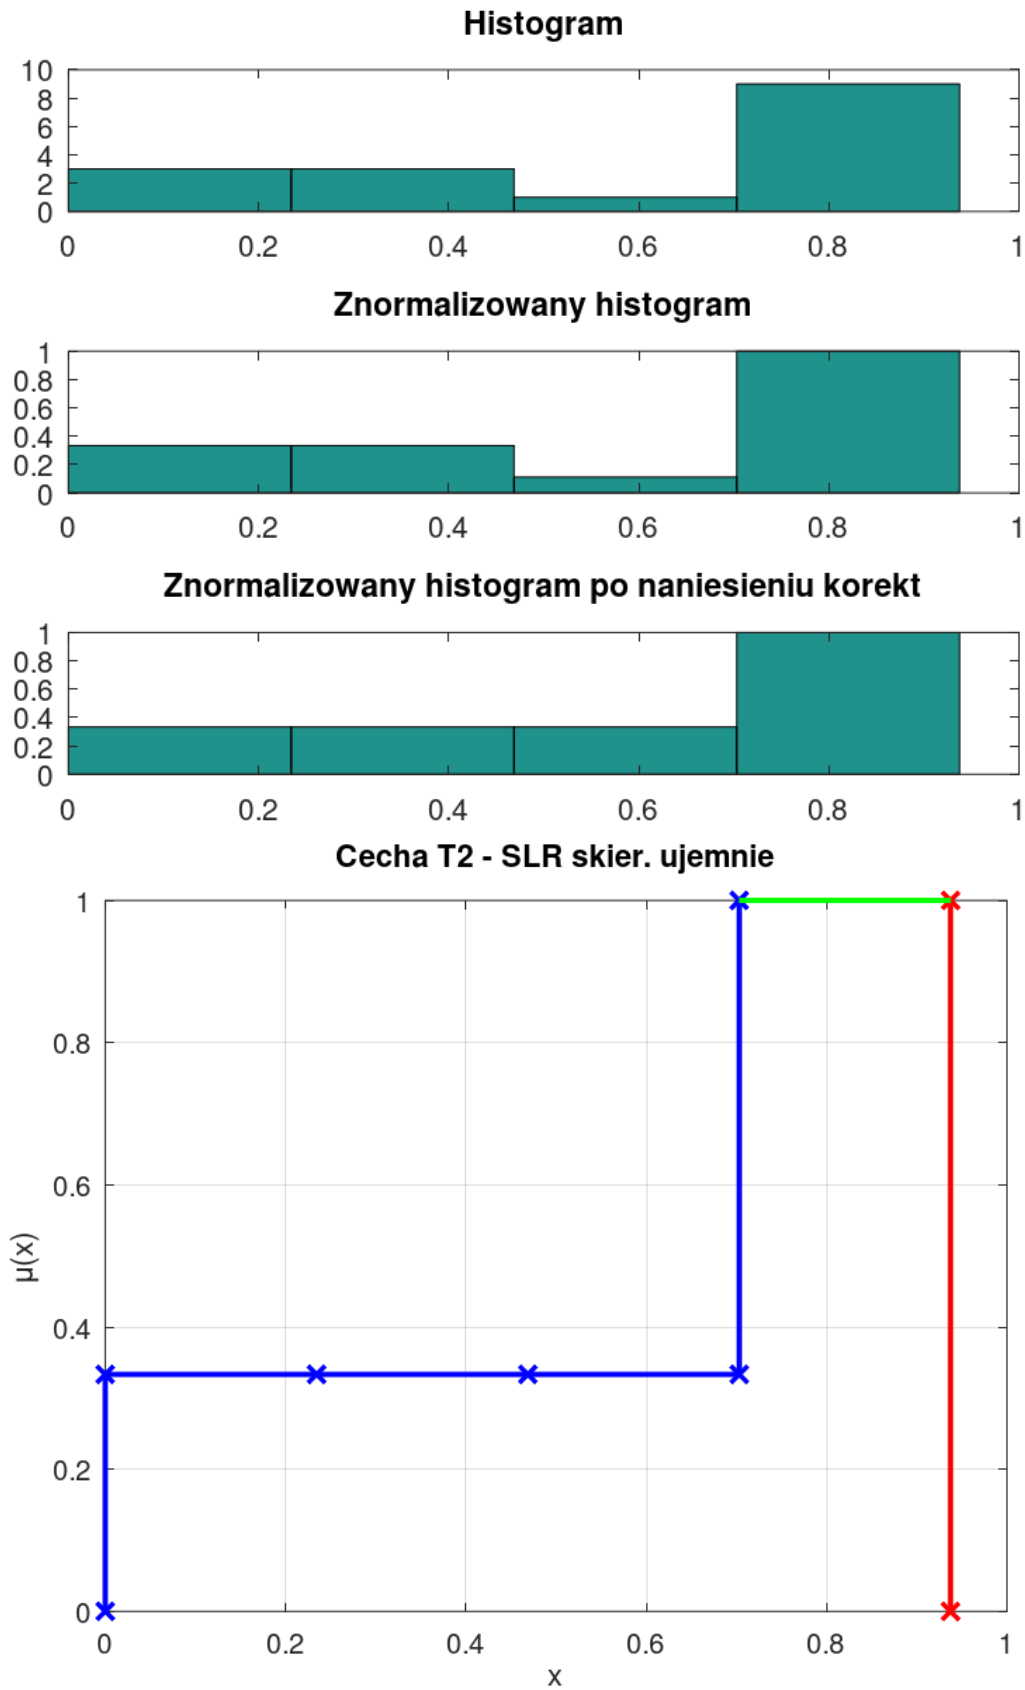 Histogram
10
8
6
4
2
0
0 0.2 0.4 0.6 0.8 1
Znormalizowany histogram
1
0.8
0.6
0.4
0.2
0
0 0.2 0.4 0.6 0.8 1
Znormalizowany histogram po naniesieniu korekt
1
0.8
0.6
0.4
0.2
0
0 0.2 0.4 0.6 0.8 1
Cecha T2 - SLR skier. ujemnie
1
0.8
0.6
0.4
0.2
0
μ(x)
0 0.2 0.4 0.6 0.8 1
x